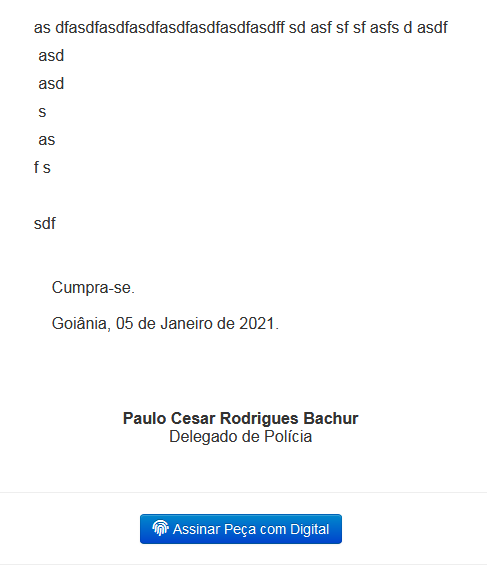 as dfasdfasdfasdfasdfasdfasdfasdff sd asf sf sf asfs d asdf
asd
asd
s
as
f s
sdf
Cumpra-se.
Goiânia, 05 de Janeiro de 2021.
Paulo Cesar Rodrigues Bachur
Delegado de Polícia
Assinar Peça com Digital